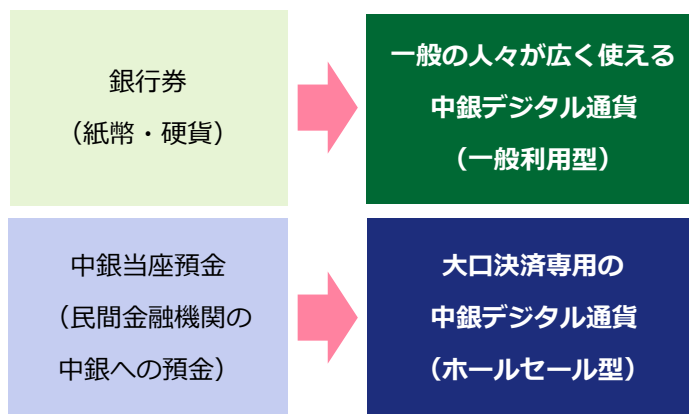 銀行券
（紙幣・硬貨）
一般の人々が広く使える
中銀デジタル通貨
（一般利用型）
中銀当座預金
（民間金融機関の
中銀への預金）
大口決済専用の
中銀デジタル通貨
（ホールセール型）